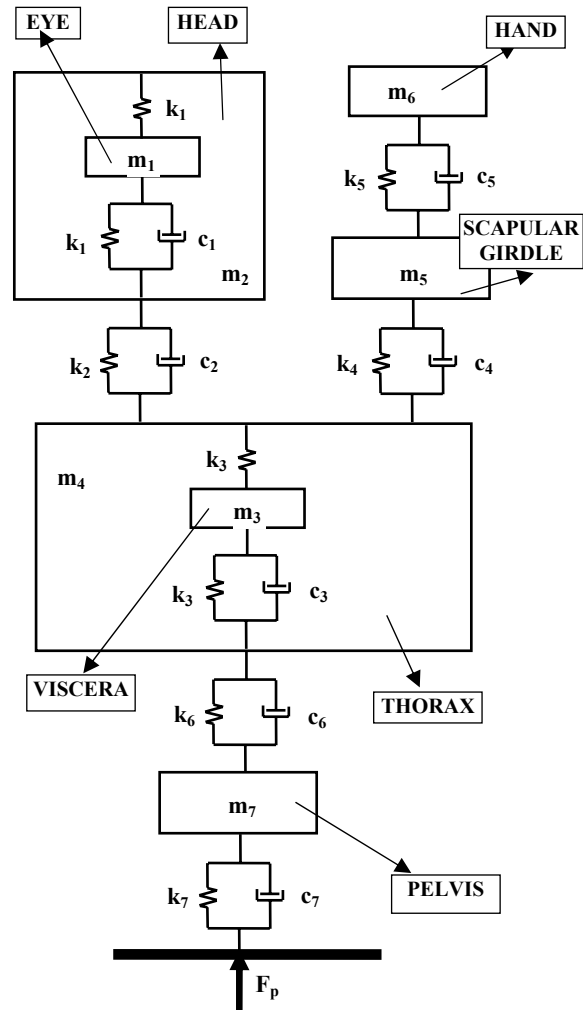 EYE
HEAD
HAND
k₁
m₁
m₆
k₁
c₁
m₂
k₅
c₅
SCAPULAR
GIRDLE
m₅
k₂
c₂
k₄
c₄
m₄
k₃
m₃
k₃
c₃
VISCERA
THORAX
k₆
c₆
m₇
k₇
c₇
PELVIS
Fₚ